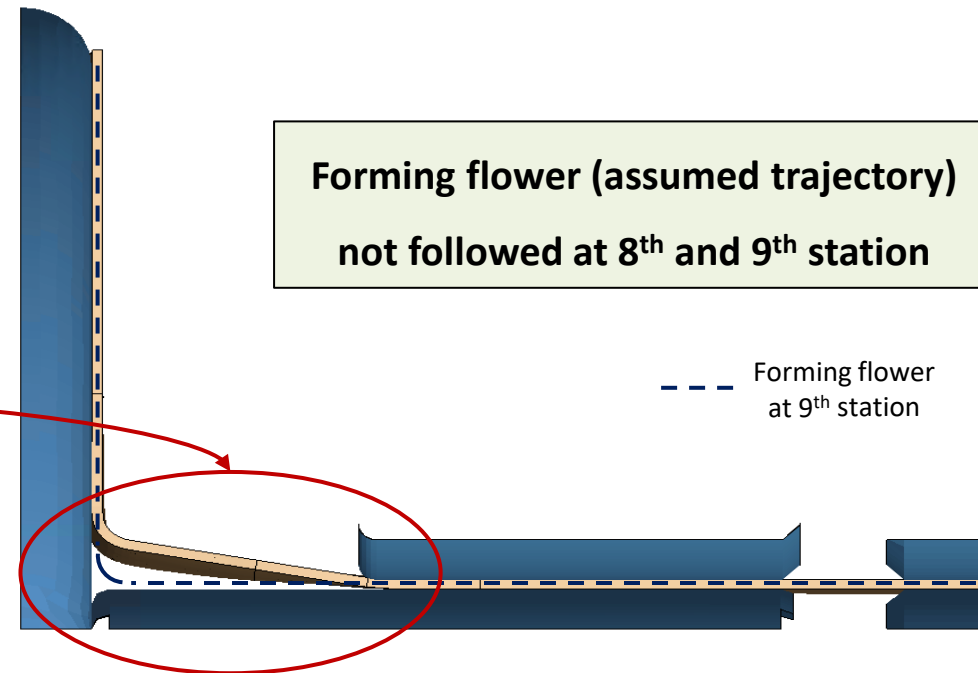 Forming flower (assumed trajectory)
not followed at 8th and 9th station
Forming flower
at 9th station